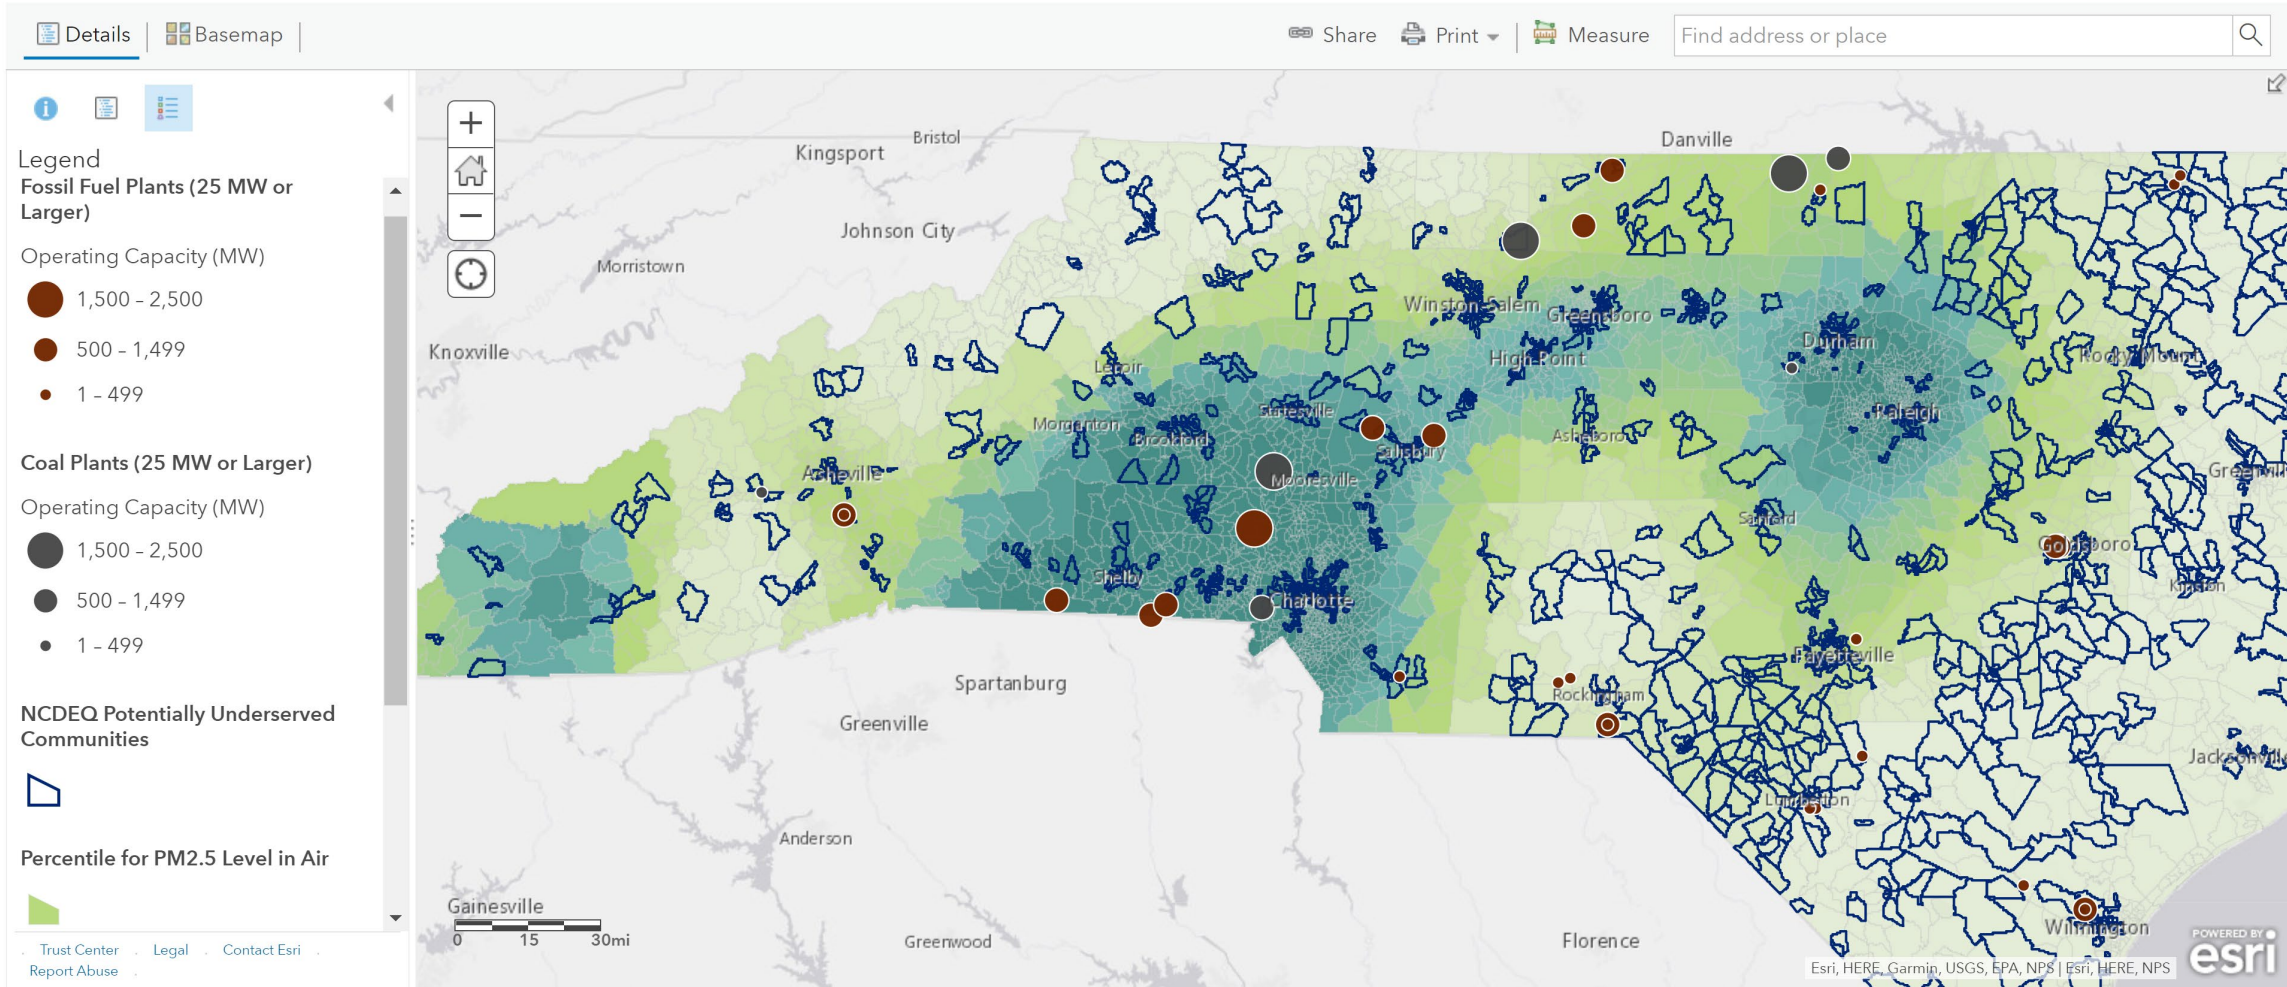 Details
Basemap
Share
Print
Measure
Find address or place
Legend
Fossil Fuel Plants (25 MW or
Larger)
Operating Capacity (MW)
1,500 – 2,500
500 – 1,499
1 – 499
Coal Plants (25 MW or Larger)
Operating Capacity (MW)
1,500 – 2,500
500 – 1,499
1 – 499
NCDEQ Potentially Underserved
Communities
Percentile for PM2.5 Level in Air
Trust Center
Legal
Contact Esri
Report Abuse
Bristol
Kingsport
Danville
Johnson City
Morristown
Knoxville
Winston-Salem
Greensboro
High Point
Durham
Rocky Mount
Lenoir
Statesville
Raleigh
Morganton
Brookford
Asheboro
Salisbury
Asheville
Mooresville
Greenvill
Sanford
Goldsboro
Shelby
Kinston
Charlotte
Fayetteville
Spartanburg
Rockingham
Greenville
Jacksonville
Lumberton
Anderson
Gainesville
Greenwood
Florence
Wilmington
0 15 30mi
POWERED BY
esri
Esri, HERE, Garmin, USGS, EPA, NPS | Esri, HERE, NPS